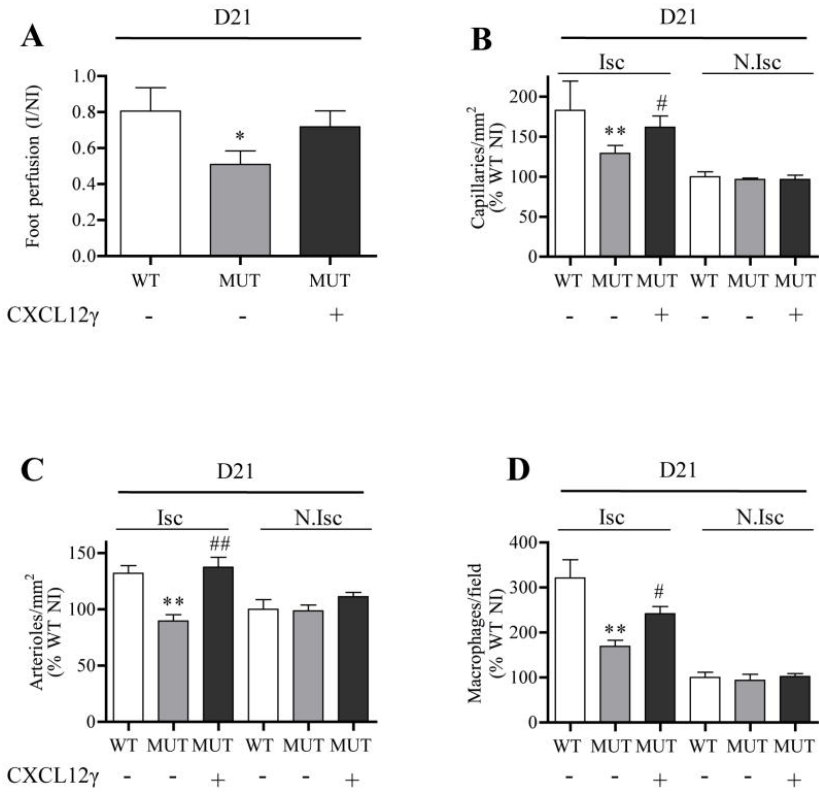 A
D21
Foot perfusion (I/NI)
1.0
0.8
0.6
0.4
0.2
0.0
*
WT MUT MUT
CXCL12γ - - +
B
D21
Isc N.Isc
Capillaries/mm²
(% WT NI)
200
150
100
50
0
** #
WT MUT MUT WT MUT MUT
- - + - - +
C
D21
Isc N.Isc
Arterioles/mm²
(% WT NI)
150
100
50
0
** ##
WT MUT MUT WT MUT MUT
CXCL12γ - - + - - +
D
D21
Isc N.Isc
Macrophages/field
(% WT NI)
400
300
200
100
0
** #
WT MUT MUT WT MUT MUT
- - + - - +